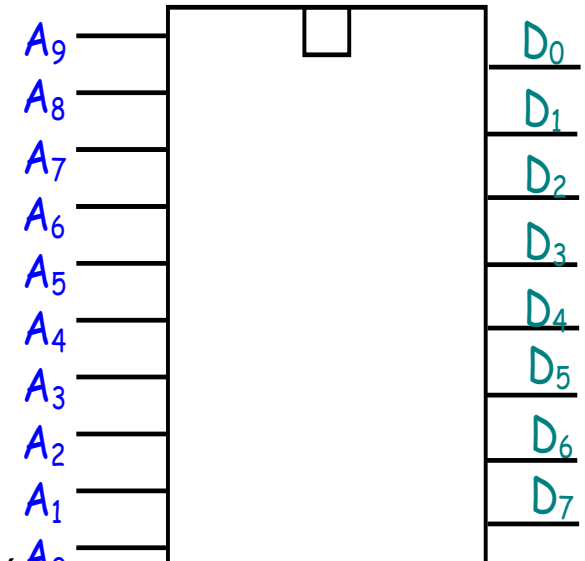 A₉
A₈
A₇
A₆
A₅
A₄
A₃
A₂
A₁
D₀
D₁
D₂
D₃
D₄
D₅
D₆
D₇